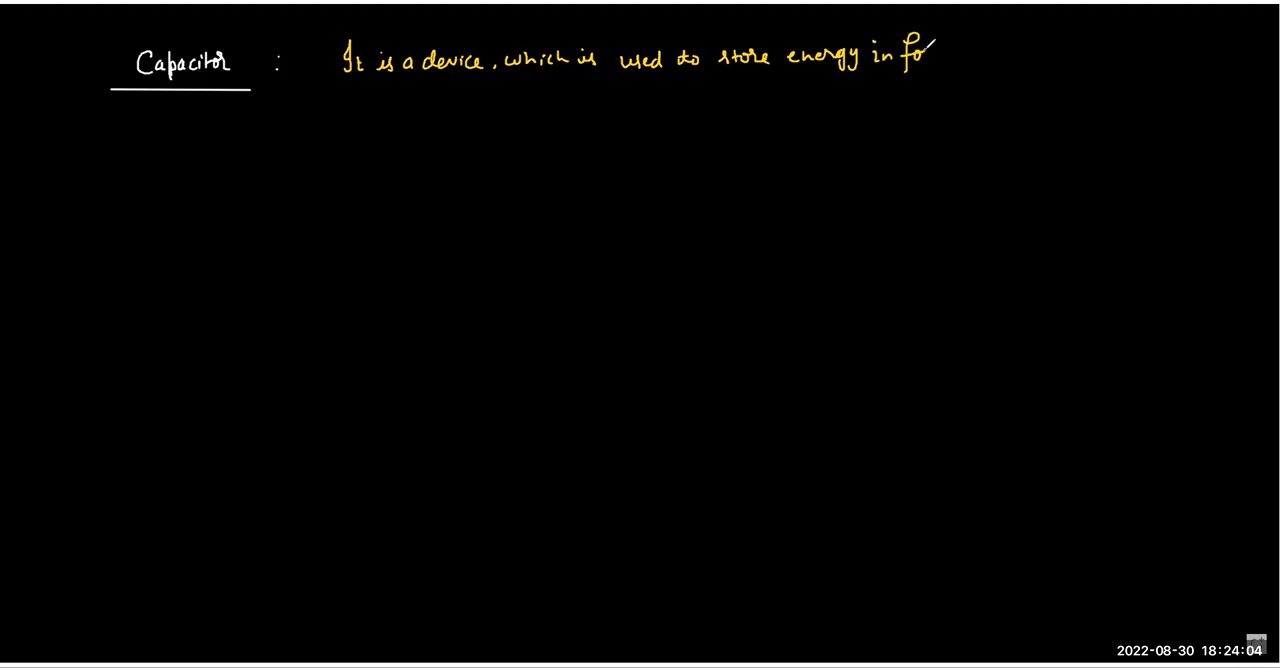 Capacitor : It is a device, which is used to store energy in fo
2022-08-30 18:24:04